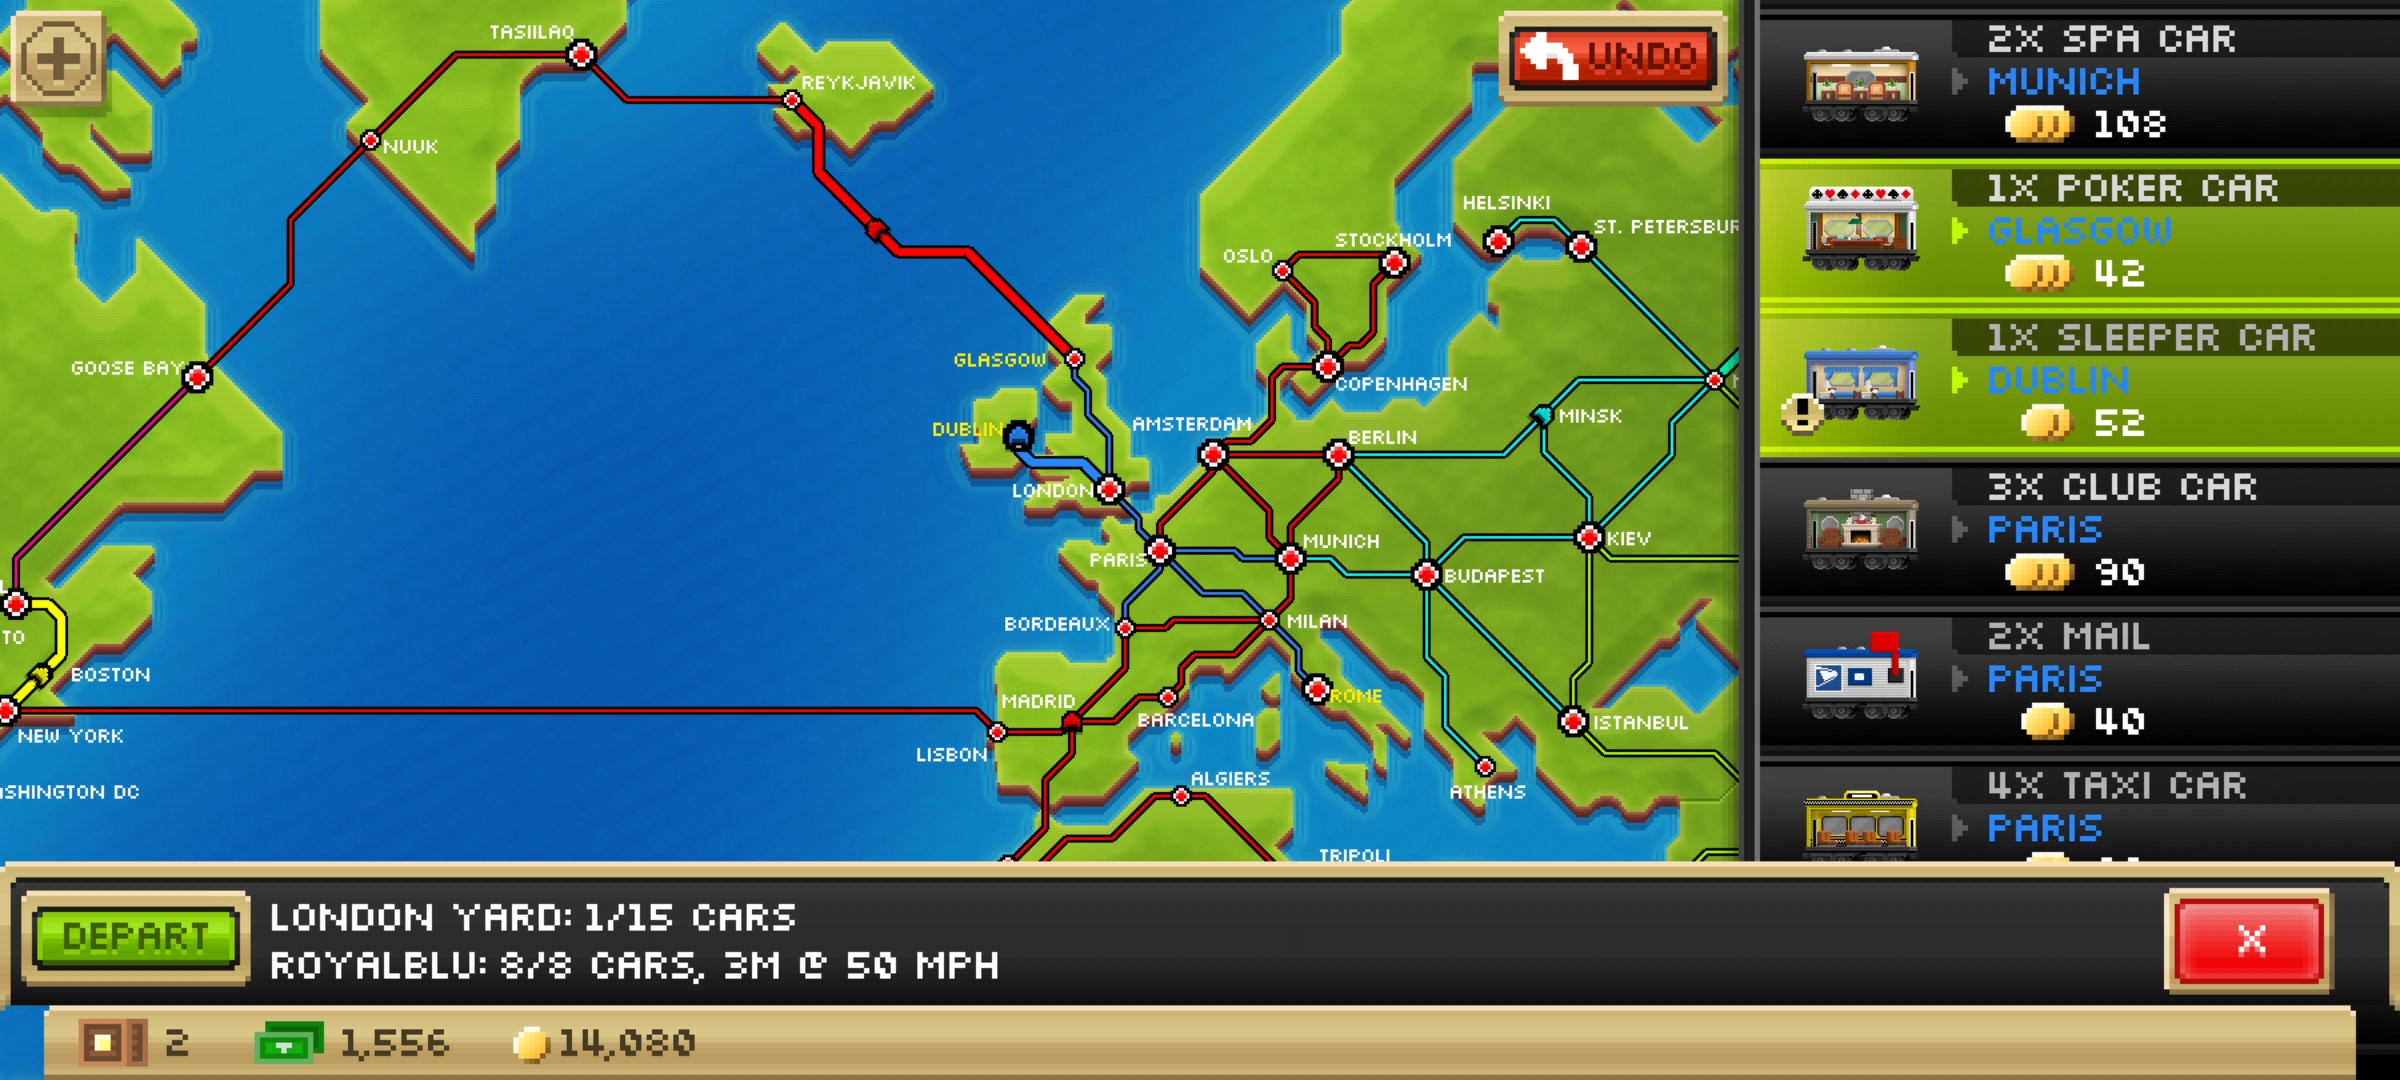 TASIILAQ
REYKJAVIK
NUUK
UNDO
HELSINKI
ST. PETERSBUR
STOCKHOLM
OSLO
GLASGOW
GOOSE BAY
COPENHAGEN
MINSK
AMSTERDAM
BERLIN
DUBLIN
LONDON
PARIS
MUNICH
KIEV
BUDAPEST
BORDEAUX
MILAN
TO
BOSTON
MADRID
ROME
BARCELONA
NEW YORK
LISBON
ISTANBUL
ALGIERS
ASHINGTON DC
ATHENS
TRIPOLI
2X SPA CAR
MUNICH
108
1X POKER CAR
GLASGOW
42
1X SLEEPER CAR
DUBLIN
52
3X CLUB CAR
PARIS
90
2X MAIL
PARIS
40
4X TAXI CAR
PARIS
DEPART
LONDON YARD: 1/15 CARS
ROYALBLU: 8/8 CARS, 3M @ 50 MPH
X
2
1,556
14,080